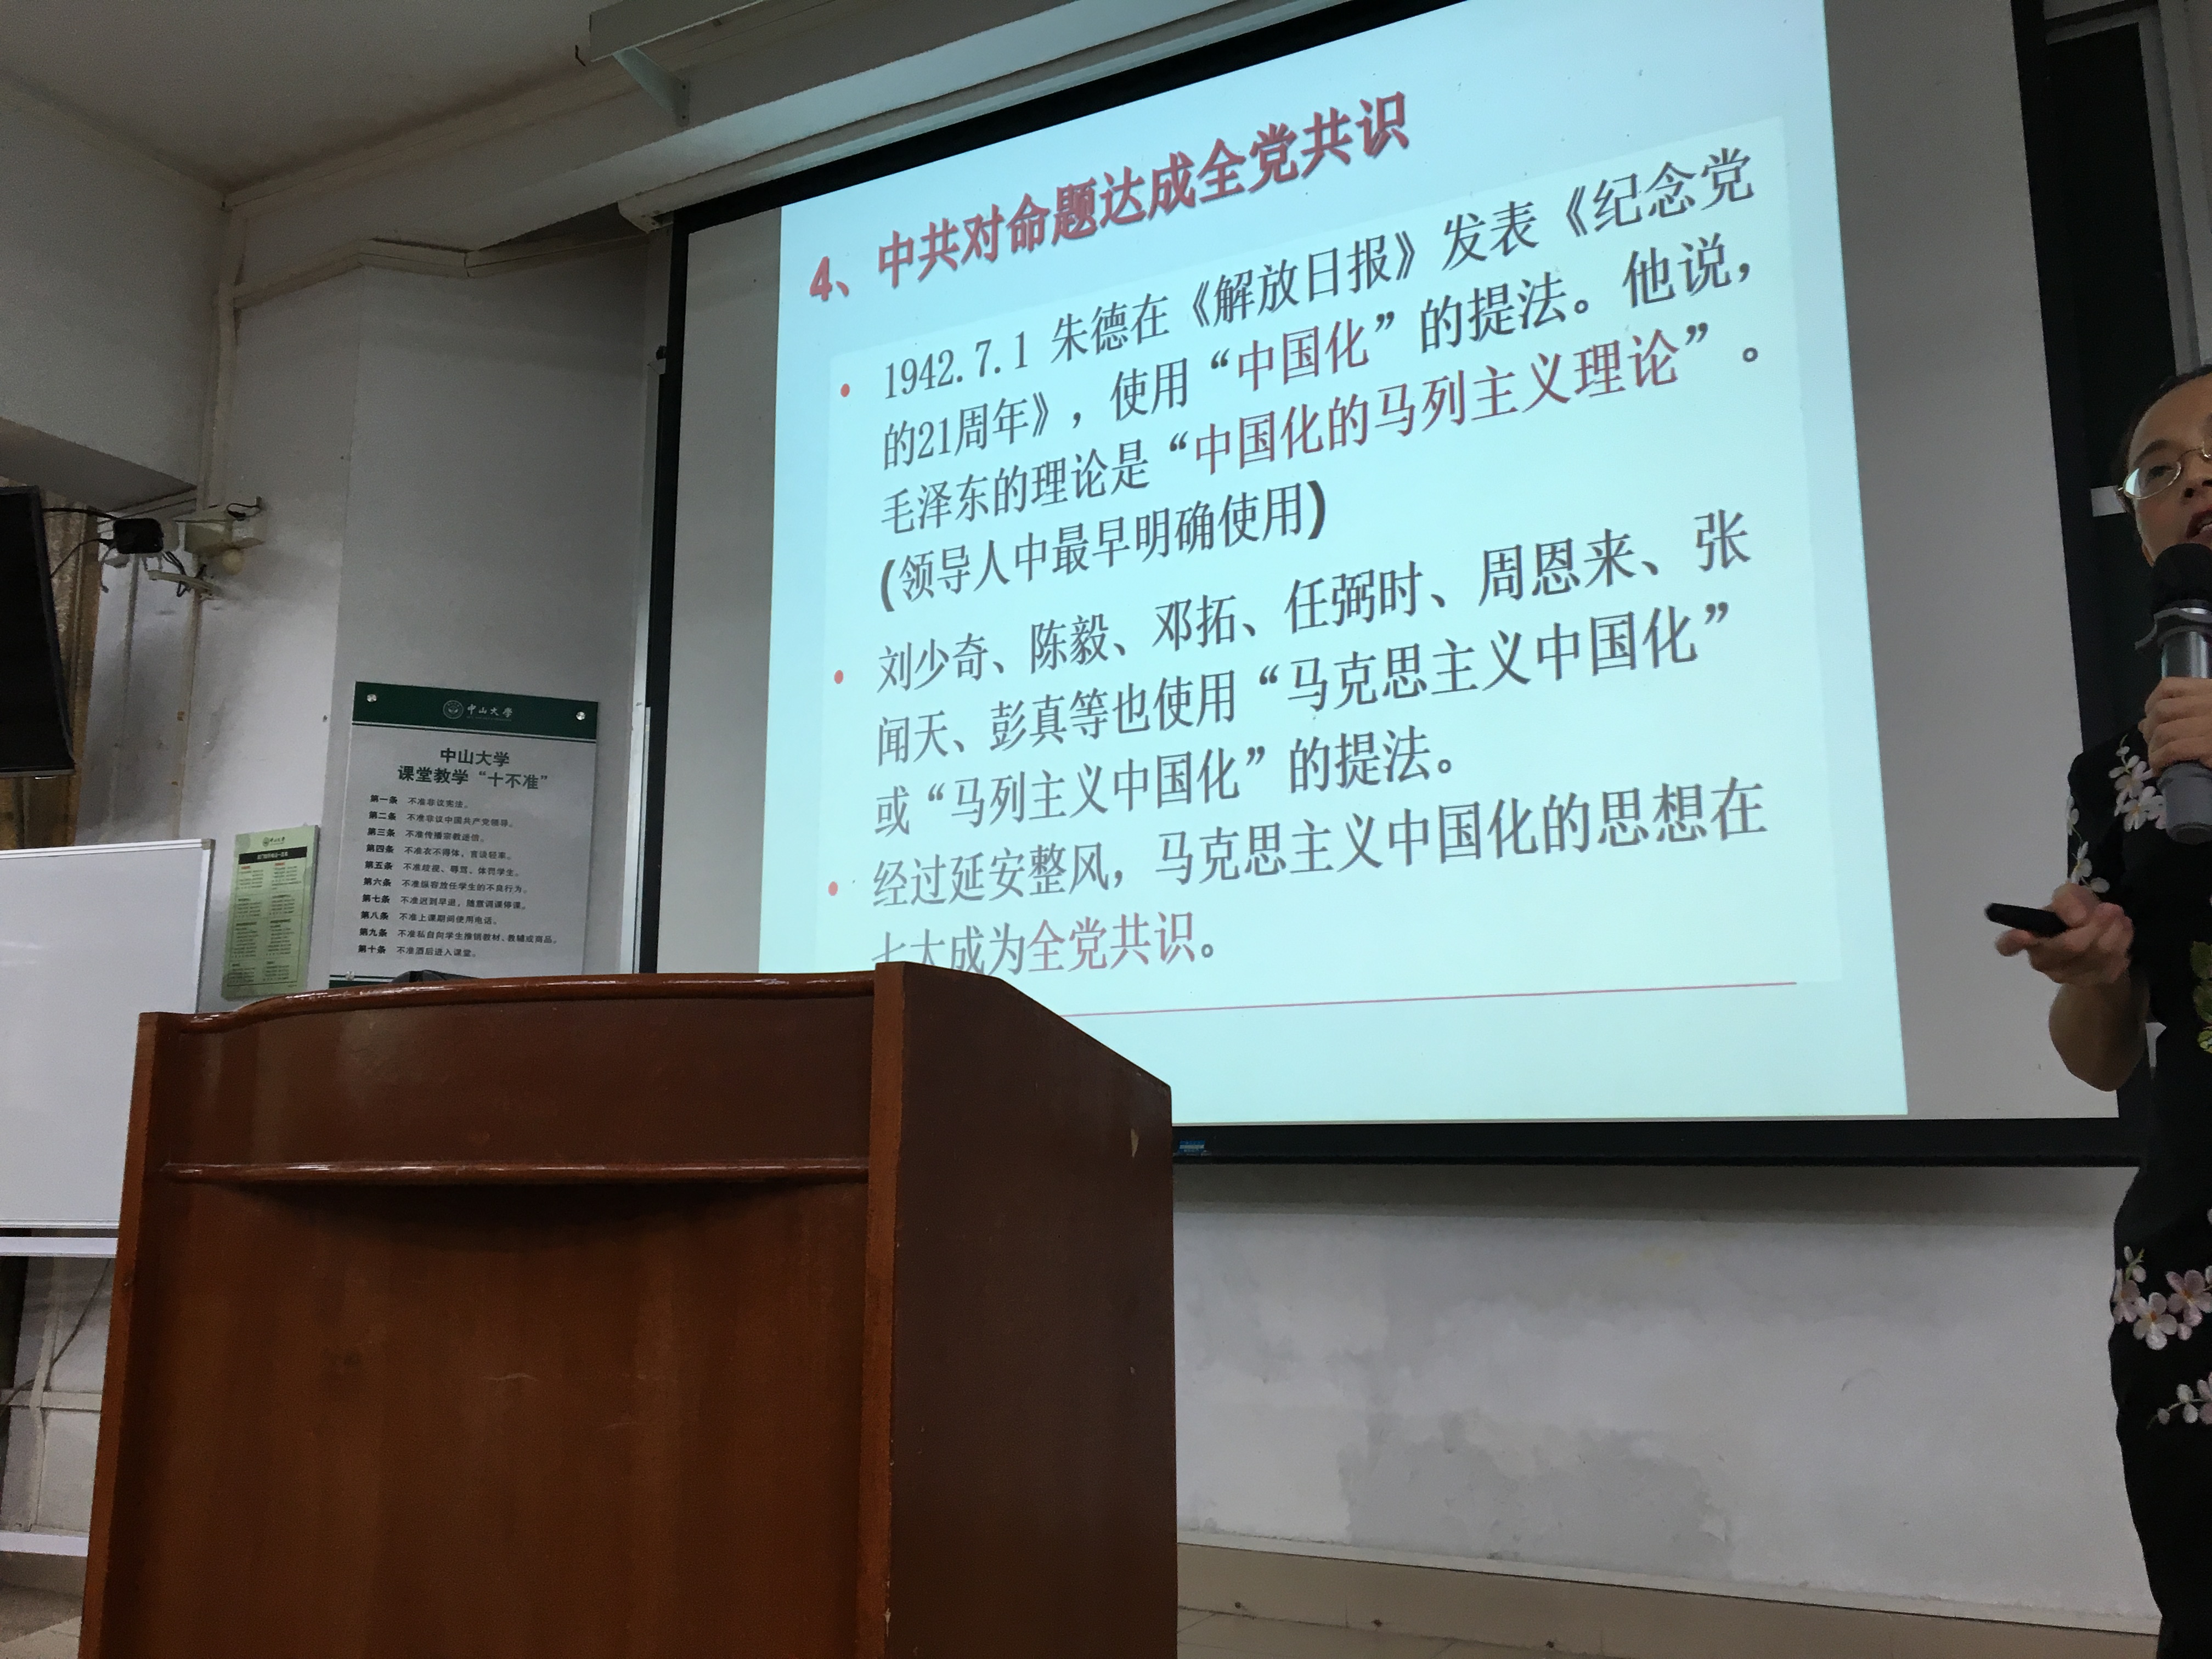 4、中共对命题达成全党共识
• 1942.7.1 朱德在《解放日报》发表《纪念党
的21周年》，使用“中国化”的提法。他说，
毛泽东的理论是“中国化的马列主义理论”。
(领导人中最早明确使用)
• 刘少奇、陈毅、邓拓、任弼时、周恩来、张
闻天、彭真等也使用“马克思主义中国化”
或“马列主义中国化”的提法。
• 经过延安整风，马克思主义中国化的思想在
七大成为全党共识。
中山大学
中山大学
课堂教学“十不准”
第一条 不准非议宪法。
第二条 不准非议中国共产党领导。
第三条 不准传播宗教迷信。
第四条 不准衣不得体，言谈轻率。
第五条 不准歧视、辱骂、体罚学生。
第六条 不准纵容放任学生的不良行为。
第七条 不准迟到早退，随意调课停课。
第八条 不准上课期间使用电话。
第九条 不准私自向学生推销教材、教辅或商品。
第十条 不准酒后进入课堂。